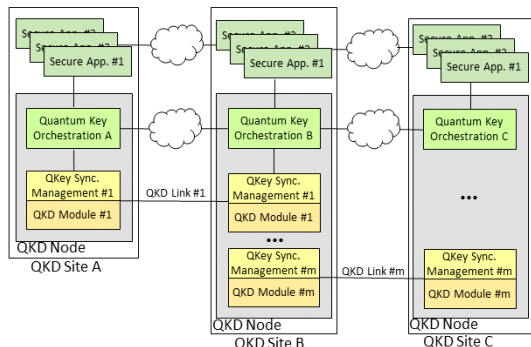 Secure App. #1
Secure App. #1
Secure App. #1
Quantum Key
Orchestration A
Quantum Key
Orchestration B
Quantum Key
Orchestration C
QKey Sync.
Management #1
QKD Module #1
QKD Link #1
QKey Sync.
Management #1
QKD Module #1
...
...
QKD Node
QKD Site A
QKey Sync.
Management #m
QKD Module #m
QKD Link #m
QKey Sync.
Management #m
QKD Module #m
QKD Node
QKD Site B
QKD Node
QKD Site C